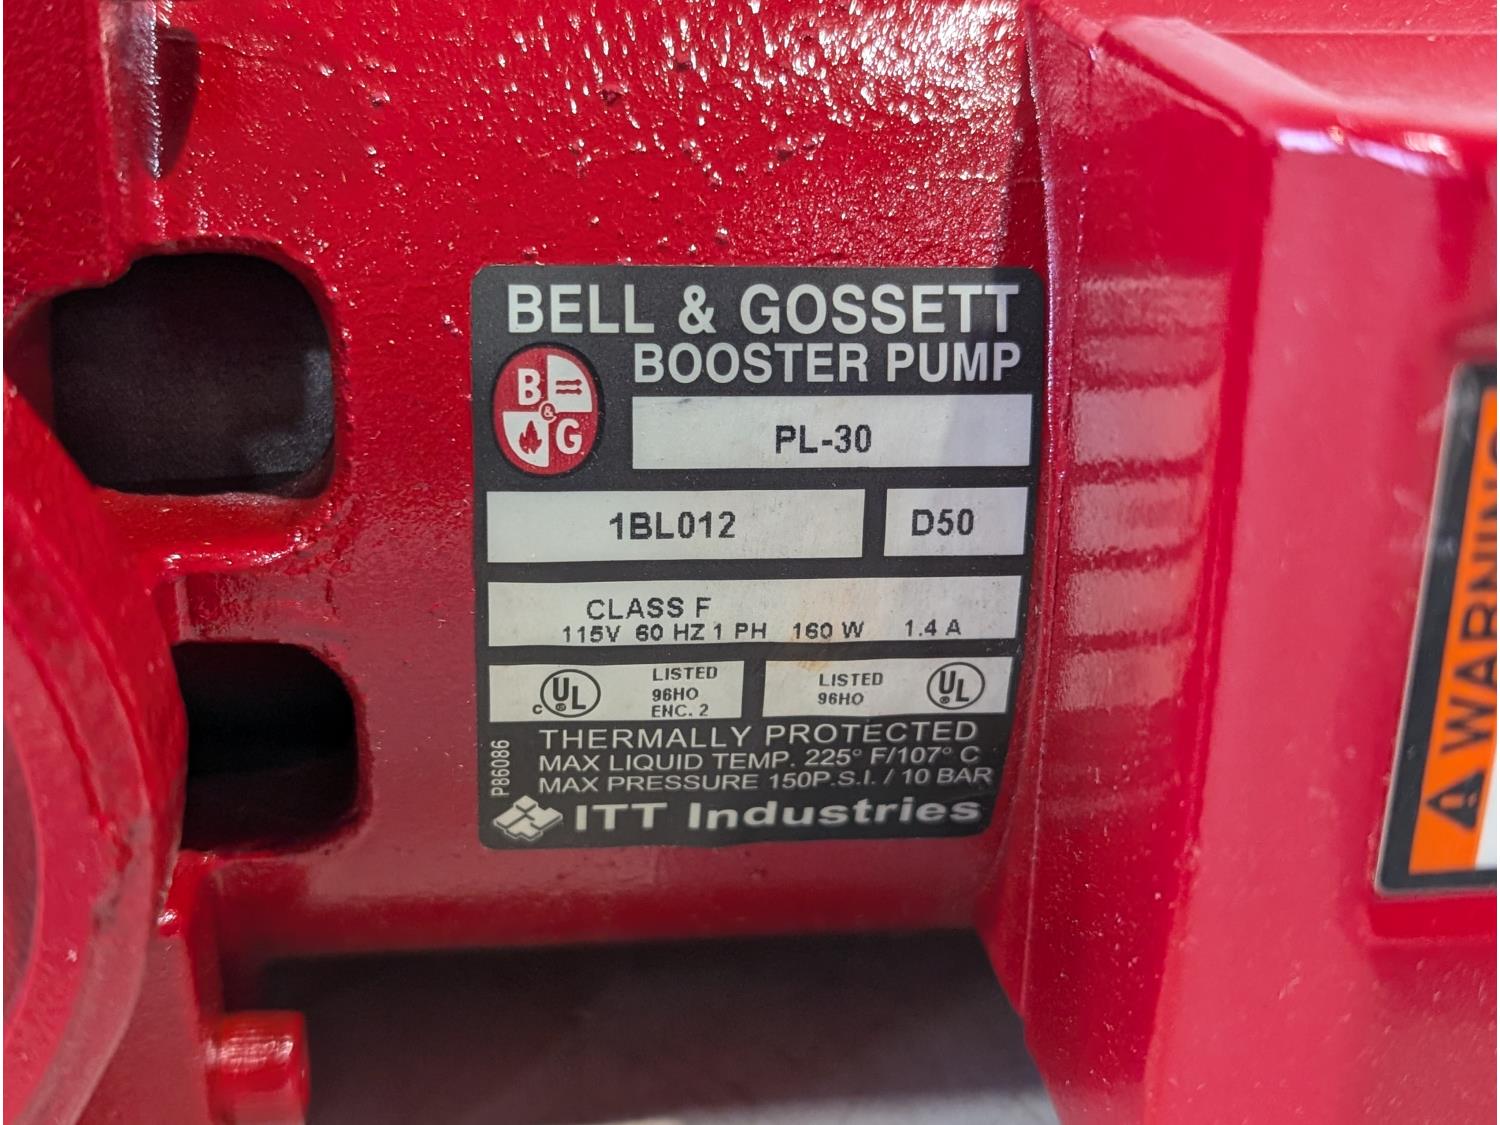 BELL & GOSSETT
BOOSTER PUMP
B & G
PL-30
1BL012 D50
CLASS F
115V 60 HZ 1 PH 160 W 1.4 A
c UL ® LISTED
96HO
ENC. 2
LISTED
96HO
UL ®
P86086
THERMALLY PROTECTED
MAX LIQUID TEMP. 225° F/107° C
MAX PRESSURE 150P.S.I. / 10 BAR
ITT Industries
WARNING